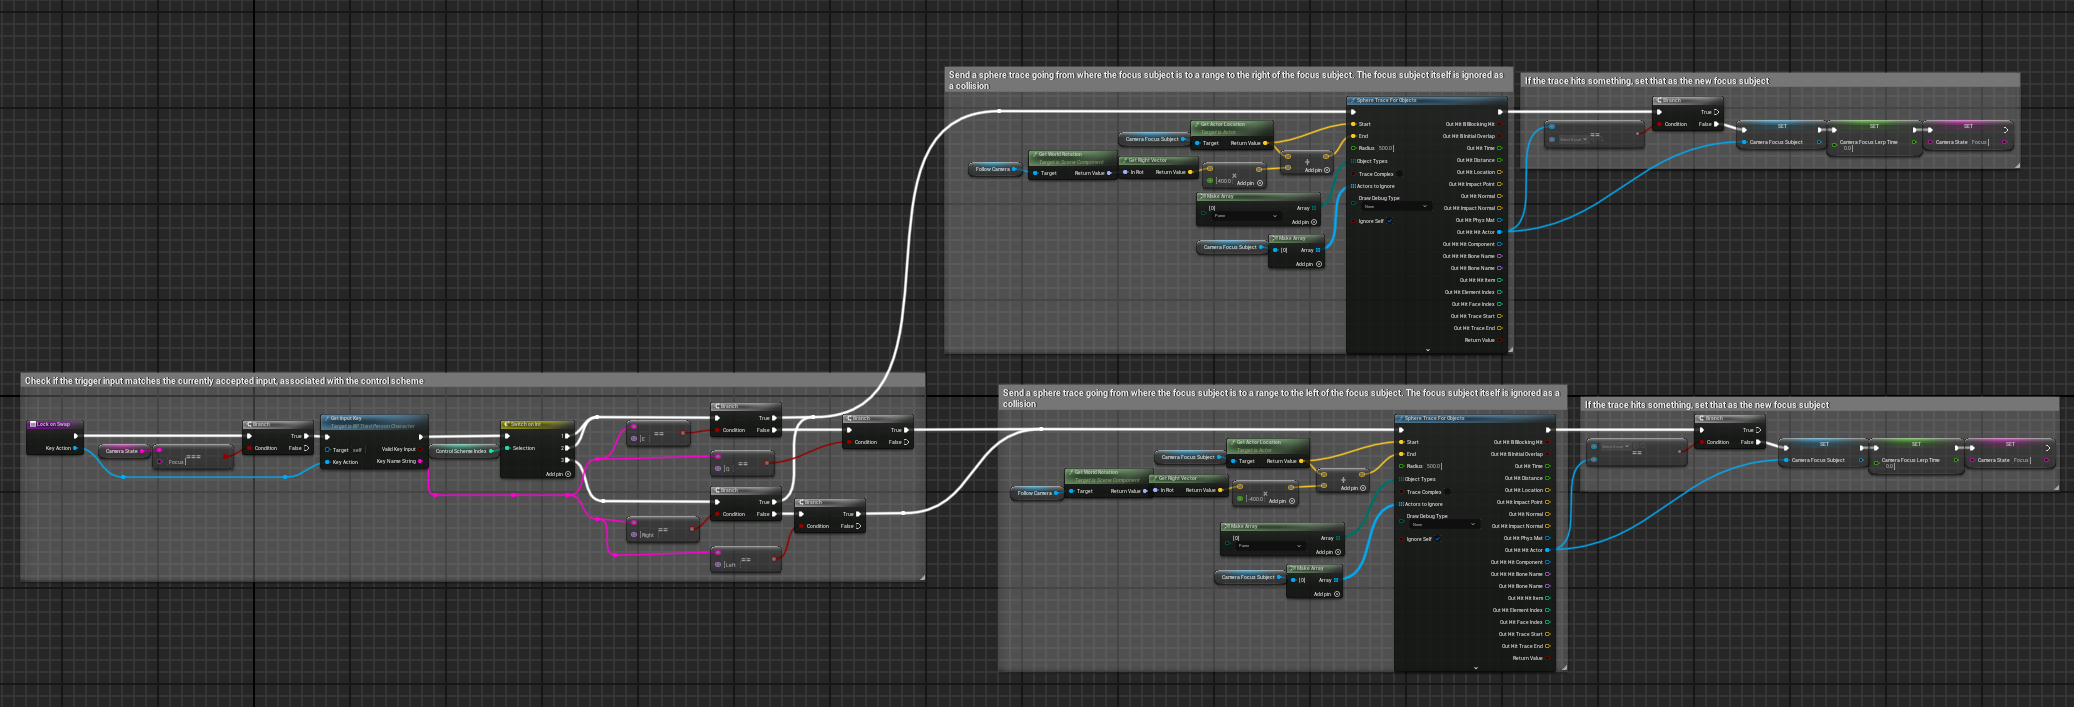 Send a sphere trace going from where the focus subject is to a range to the right of the focus subject. The focus subject itself is ignored as
a collision
Follow Camera
Get World Rotation
Target is Scene Component
Target
Return Value
Camera Focus Subject
Get Actor Location
Target is Actor
Target
Return Value
Get Right Vector
In Rot
Return Value
400.0
Add pin
Add pin
Make Array
[0]
Pawn
Array
Add pin
Camera Focus Subject
Make Array
[0]
Array
Add pin
Sphere Trace For Objects
Start
End
Radius 500.0
Object Types
Trace Complex
Actors to Ignore
Draw Debug Type
None
Ignore Self
Out Hit Blocking Hit
Out Hit Initial Overlap
Out Hit Time
Out Hit Distance
Out Hit Location
Out Hit Impact Point
Out Hit Normal
Out Hit Impact Normal
Out Hit Phys Mat
Out Hit Hit Actor
Out Hit Hit Component
Out Hit Hit Bone Name
Out Hit Bone Name
Out Hit Hit Item
Out Hit Element Index
Out Hit Face Index
Out Hit Trace Start
Out Hit Trace End
Return Value
If the trace hits something, set that as the new focus subject
==
Branch
Condition
True
False
SET
Camera Focus Subject
SET
Camera Focus Lerp Time
0.0
SET
Camera State Focus
Check if the trigger input matches the currently accepted input, associated with the control scheme
Lock on Swap
Key Action
Camera State
Focus
===
Branch
Condition
True
False
Get Input Key
Target is BP Third Person Character
Target self
Key Action
Valid Key Input
Key Name String
Control Scheme Index
Switch on Int
Selection
1
2
3
Add pin
E
==
Q
==
Branch
Condition
True
False
Branch
Condition
True
False
Right
==
Left
==
Branch
Condition
True
False
Branch
Condition
True
False
Send a sphere trace going from where the focus subject is to a range to the left of the focus subject. The focus subject itself is ignored as a
collision
Follow Camera
Get World Rotation
Target is Scene Component
Target
Return Value
Camera Focus Subject
Get Actor Location
Target is Actor
Target
Return Value
Get Right Vector
In Rot
Return Value
-400.0
Add pin
Add pin
Make Array
[0]
Pawn
Array
Add pin
Camera Focus Subject
Make Array
[0]
Array
Add pin
Sphere Trace For Objects
Start
End
Radius 500.0
Object Types
Trace Complex
Actors to Ignore
Draw Debug Type
None
Ignore Self
Out Hit Blocking Hit
Out Hit Initial Overlap
Out Hit Time
Out Hit Distance
Out Hit Location
Out Hit Impact Point
Out Hit Normal
Out Hit Impact Normal
Out Hit Phys Mat
Out Hit Hit Actor
Out Hit Hit Component
Out Hit Hit Bone Name
Out Hit Bone Name
Out Hit Hit Item
Out Hit Element Index
Out Hit Face Index
Out Hit Trace Start
Out Hit Trace End
Return Value
If the trace hits something, set that as the new focus subject
==
Branch
Condition
True
False
SET
Camera Focus Subject
SET
Camera Focus Lerp Time
0.0
SET
Camera State Focus